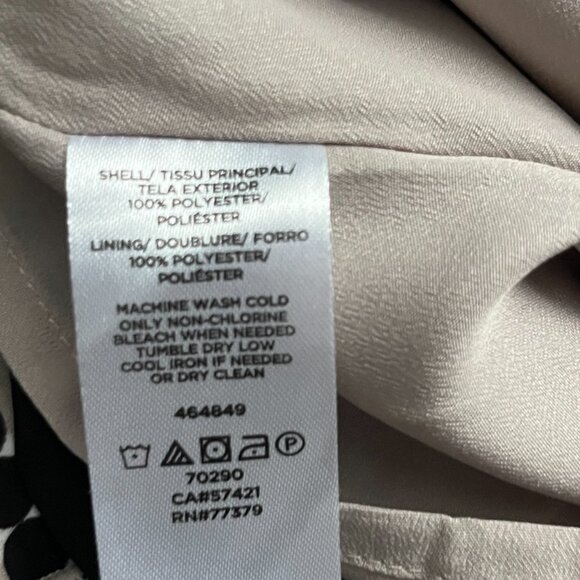 SHELL/ TISSU PRINCIPAL/
TELA EXTERIOR
100% POLYESTER/
POLIÉSTER
LINING/ DOUBLURE/ FORRO
100% POLYESTER/
POLIÉSTER
MACHINE WASH COLD
ONLY NON-CHLORINE
BLEACH WHEN NEEDED
TUMBLE DRY LOW
COOL IRON IF NEEDED
OR DRY CLEAN
464849
P
70290
CA#57421
RN#77379